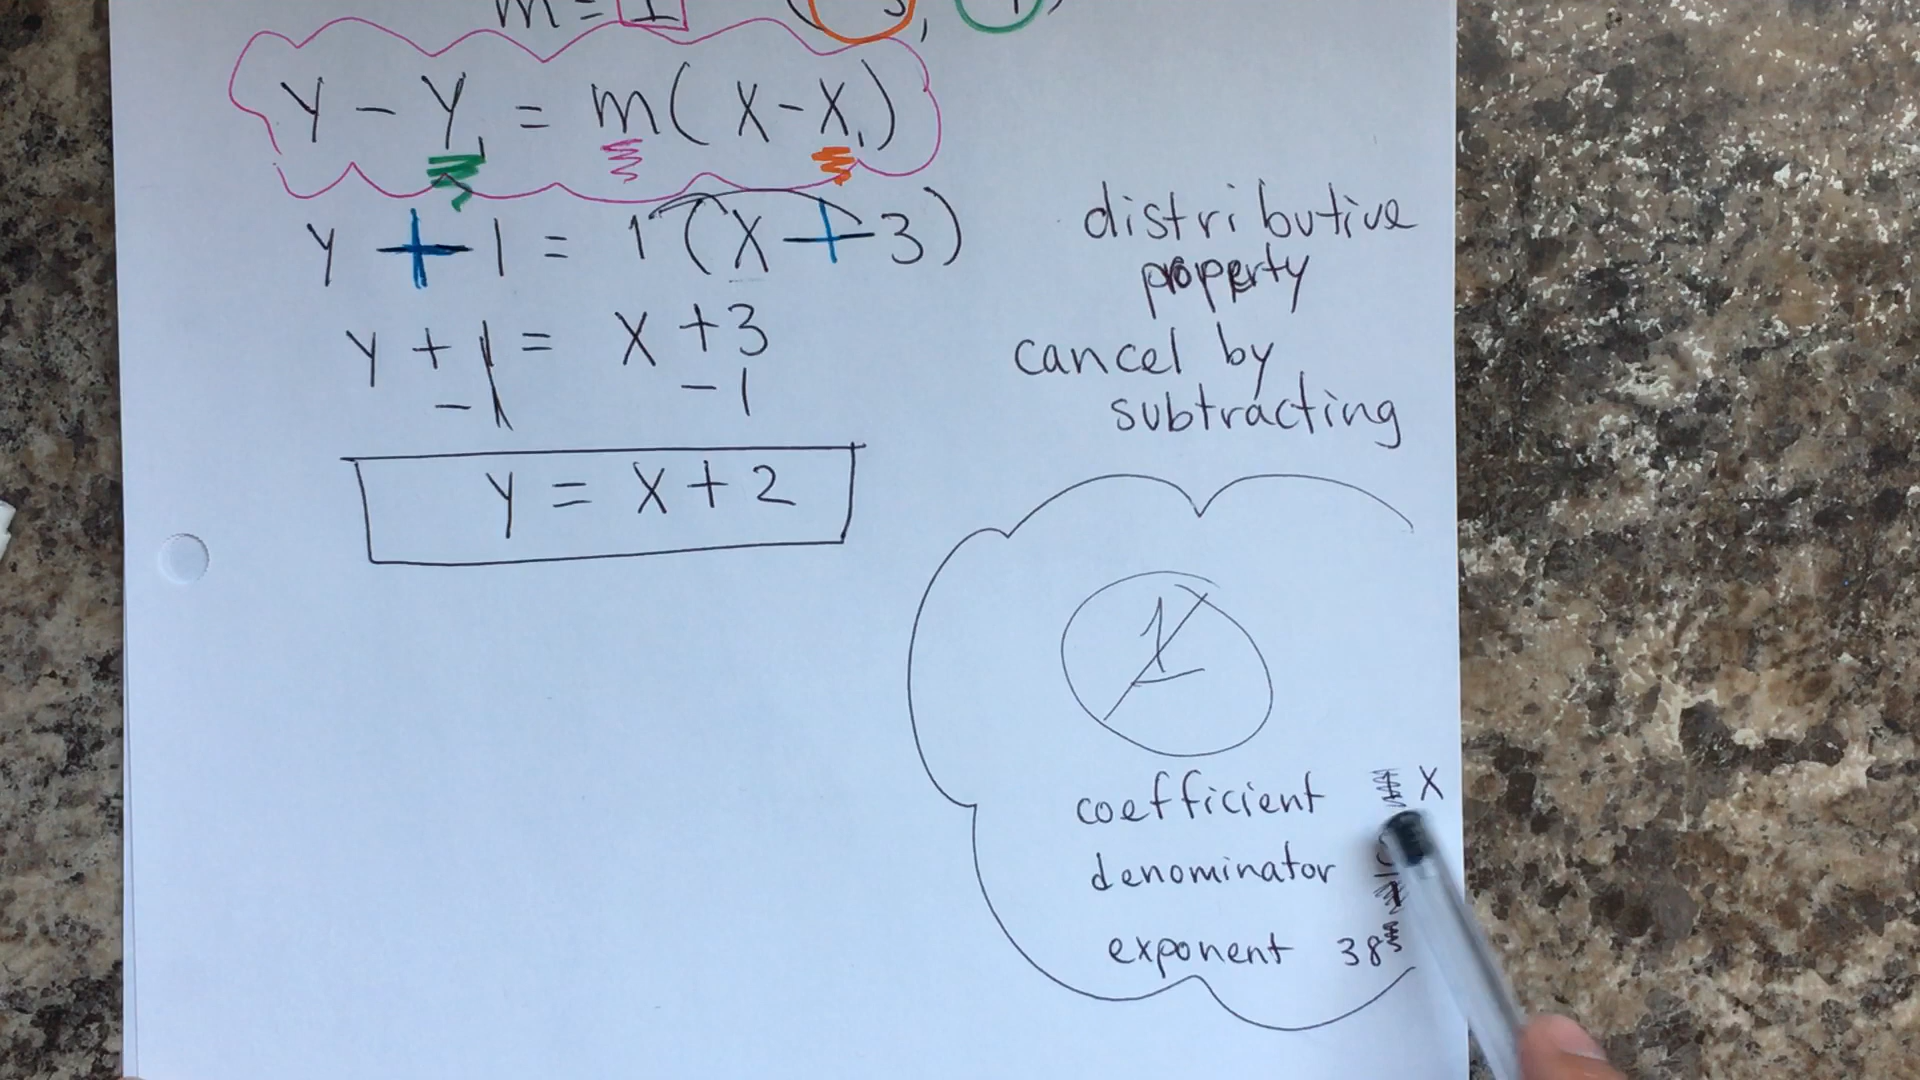 m = 1
y - y₁ = m(x - x₁)
y + 1 = 1(x + 3)
distributive
property
y + 1 = x + 3
- 1 - 1
cancel by
subtracting
y = x + 2
1
coefficient x
denominator
exponent 38